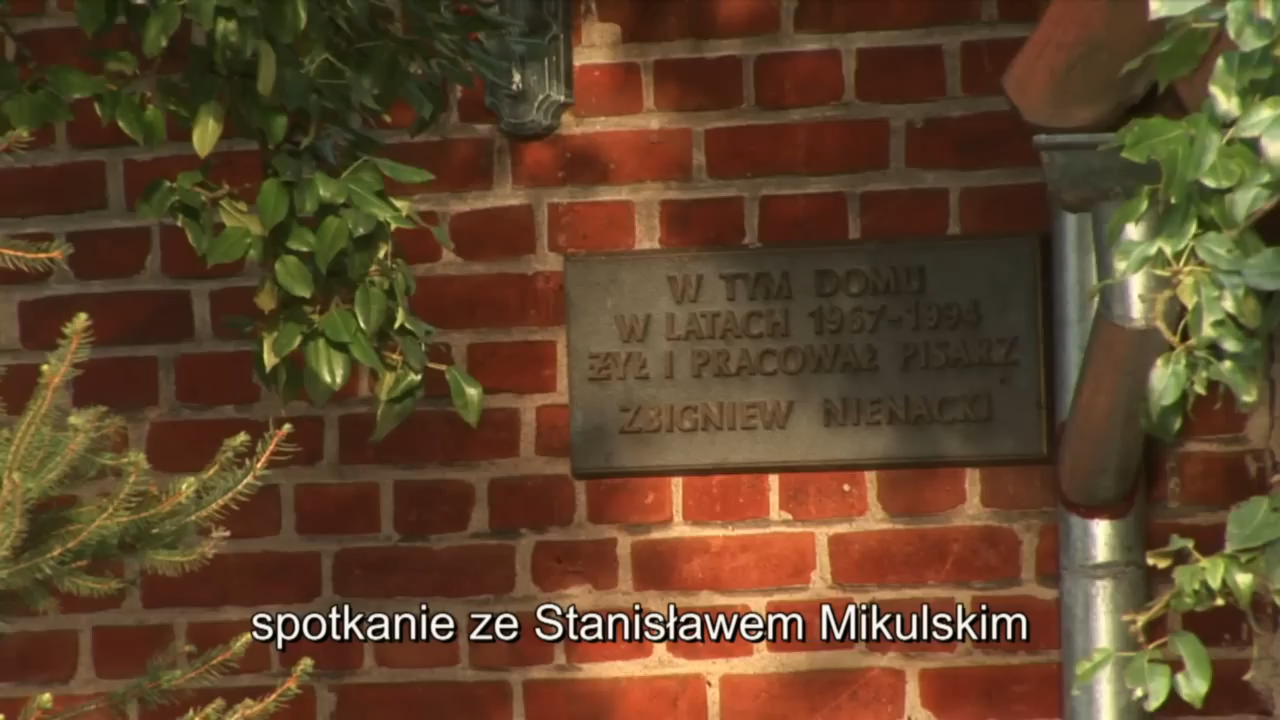 W TYM DOMU
W LATACH 1967-1994
ŻYŁ I PRACOWAŁ PISARZ
ZBIGNIEW NIENACKI
spotkanie ze Stanisławem Mikulskim